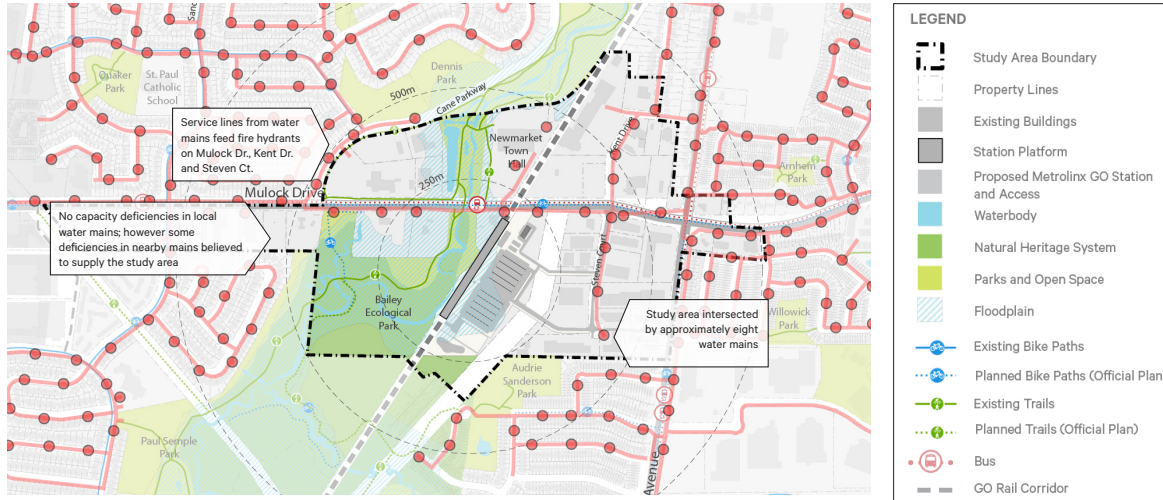 Quaker
Park
St. Paul
Catholic
School
Dennis
Park
500m
Cane Parkway
Service lines from water
mains feed fire hydrants
on Mulock Dr., Kent Dr.
and Steven Ct.
Newmarket
Town
Hall
Kent Drive
Arnhem
Park
250m
Mulock Drive
No capacity deficiencies in local
water mains; however some
deficiencies in nearby mains believed
to supply the study area
Steven Court
Bailey
Ecological
Park
Study area intersected
by approximately eight
water mains
Willowick
Park
Audrie
Sanderson
Park
Paul Semple
Park
Avenue
LEGEND
Study Area Boundary
Property Lines
Existing Buildings
Station Platform
Proposed Metrolinx GO Station
and Access
Waterbody
Natural Heritage System
Parks and Open Space
Floodplain
Existing Bike Paths
Planned Bike Paths (Official Plan
Existing Trails
Planned Trails (Official Plan)
Bus
GO Rail Corridor